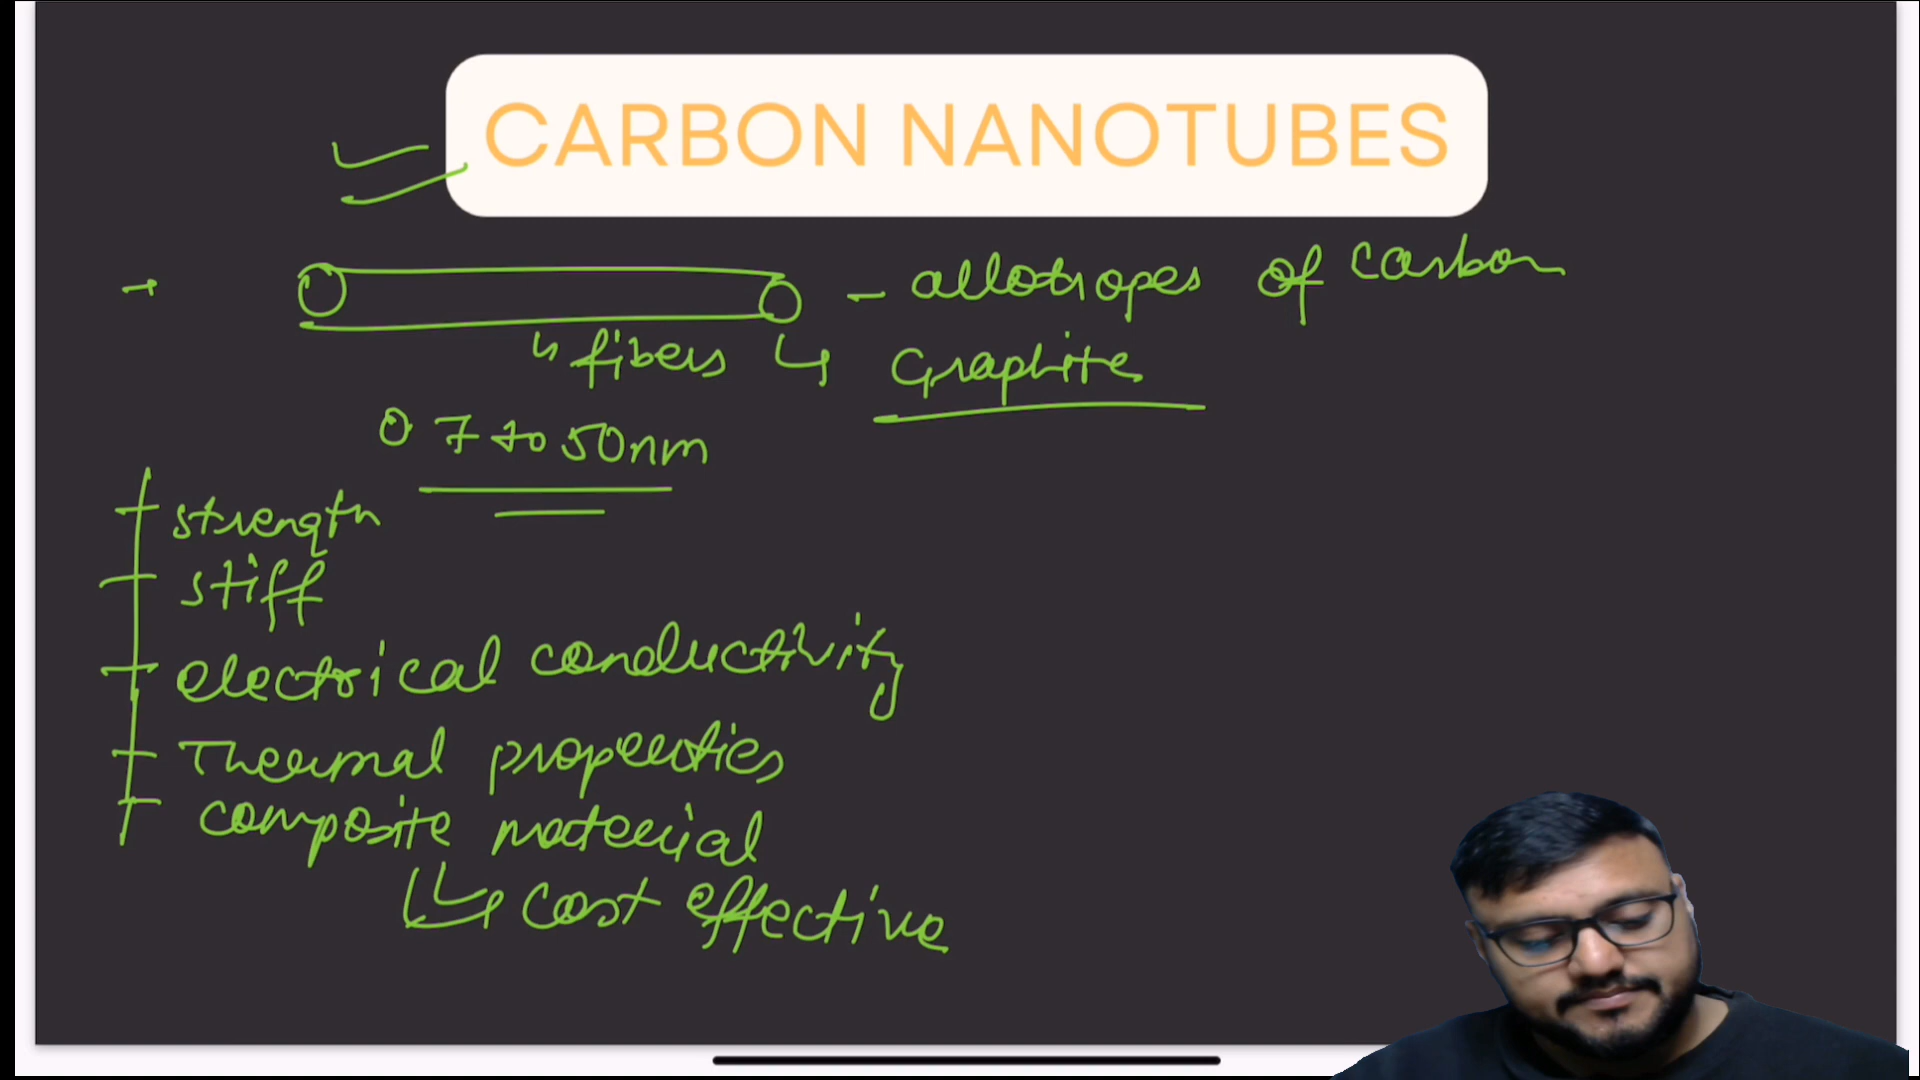 CARBON NANOTUBES
→ - allotropes of carbon
↳ fibers ↳ Graphite
0 7 to 50nm
strength
stiff
electrical conductivity
Thermal properties
composite material
↳ cost effective